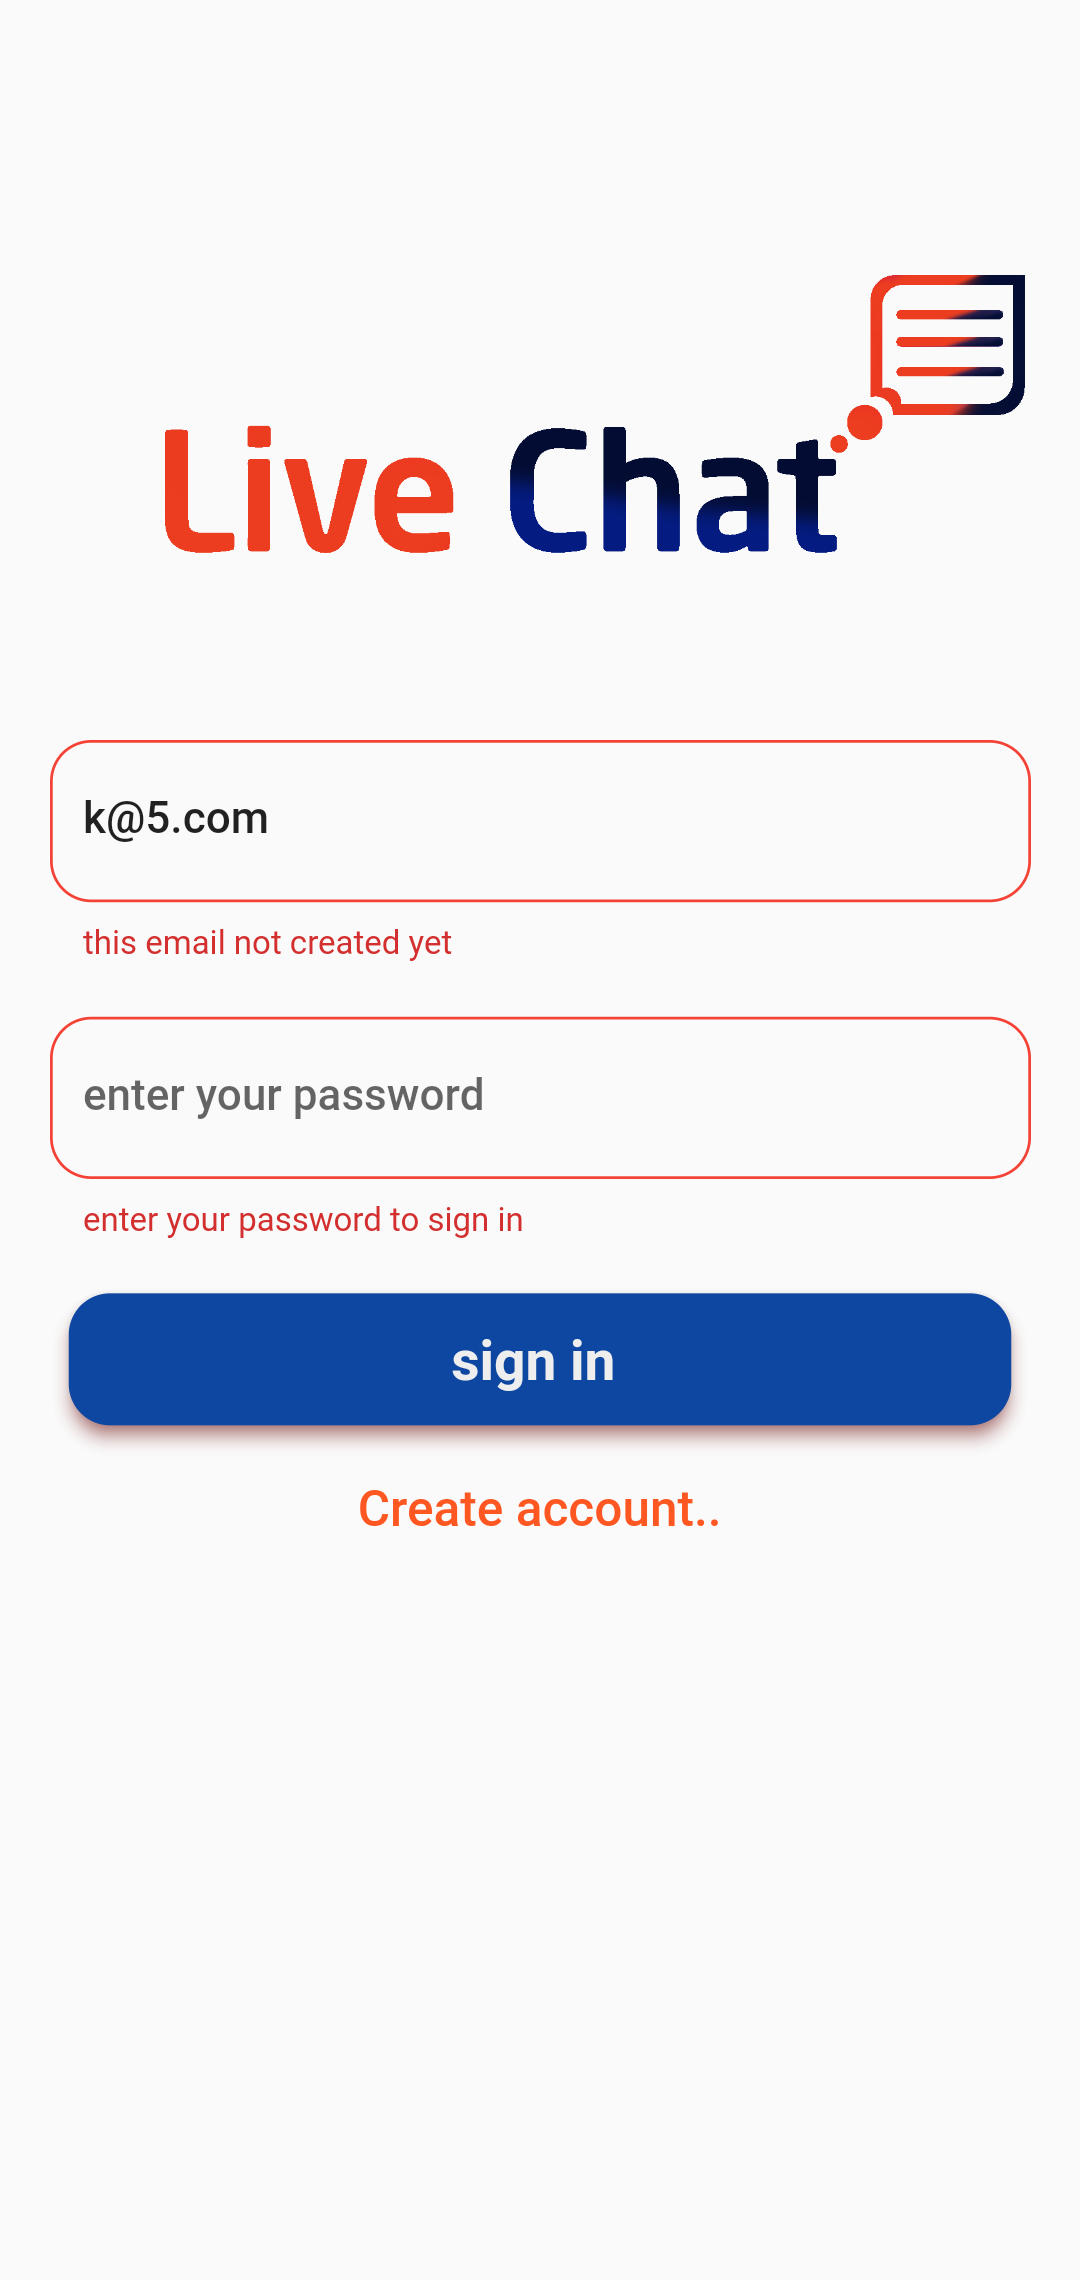 Live Chat
k@5.com
this email not created yet
enter your password
enter your password to sign in
sign in
Create account..